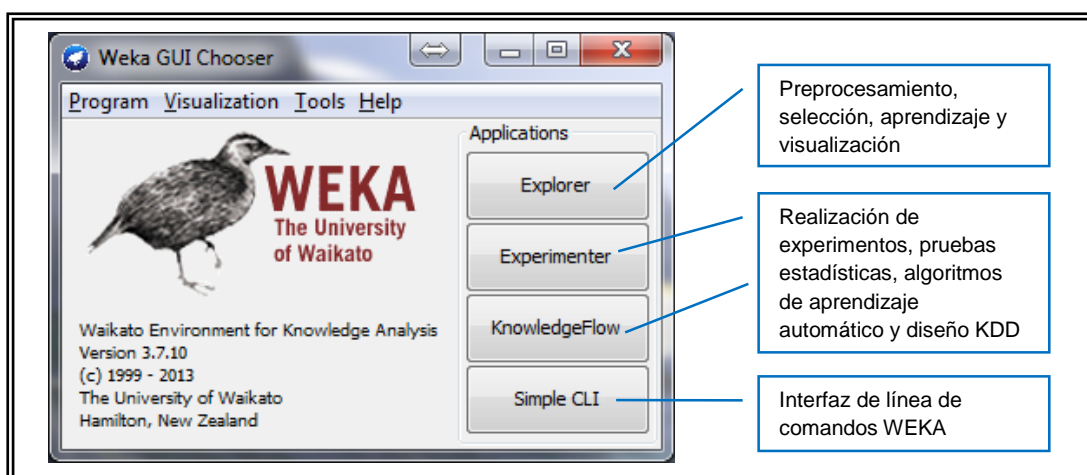 Weka GUI Chooser
Program Visualization Tools Help
WEKA
The University
of Waikato
Waikato Environment for Knowledge Analysis
Version 3.7.10
(c) 1999 - 2013
The University of Waikato
Hamilton, New Zealand
Applications
Explorer
Experimenter
KnowledgeFlow
Simple CLI
Preprocesamiento,
selección, aprendizaje y
visualización
Realización de
experimentos, pruebas
estadísticas, algoritmos
de aprendizaje
automático y diseño KDD
Interfaz de línea de
comandos WEKA